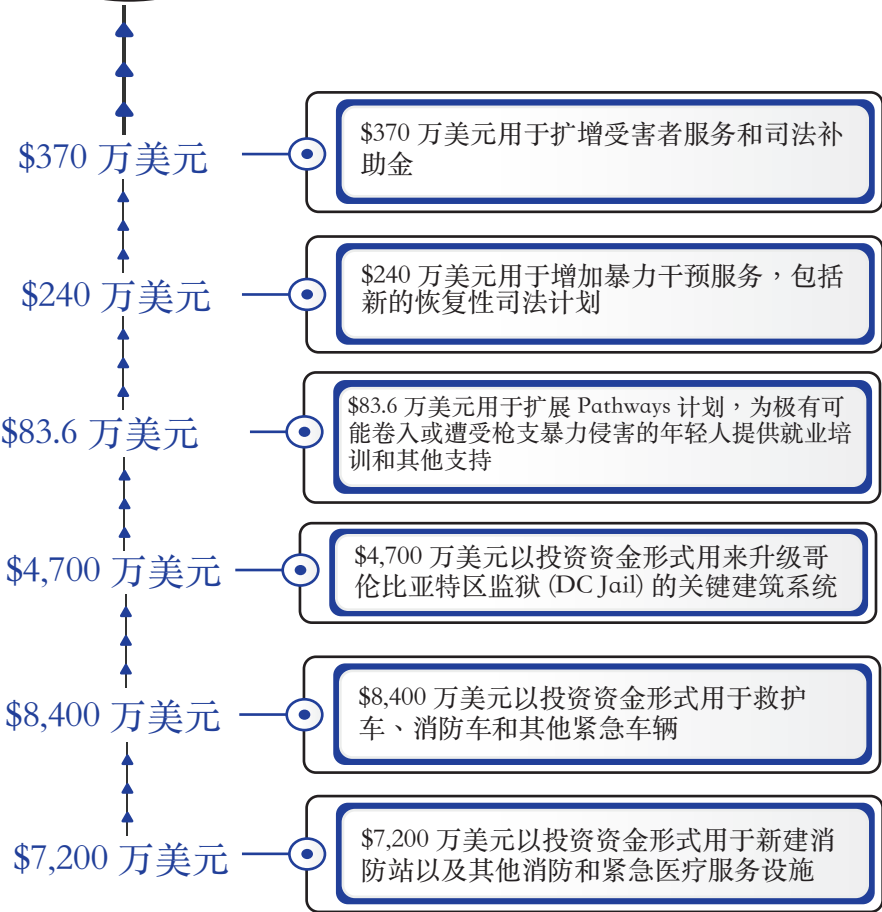 $370 万美元
$370 万美元用于扩增受害者服务和司法补
助金
$240 万美元
$240 万美元用于增加暴力干预服务，包括
新的恢复性司法计划
$83.6 万美元
$83.6 万美元用于扩展 Pathways 计划，为极有可
能卷入或遭受枪支暴力侵害的年轻人提供就业培
训和其他支持
$4,700 万美元
$4,700 万美元以投资资金形式用来升级哥
伦比亚特区监狱 (DC Jail) 的关键建筑系统
$8,400 万美元
$8,400 万美元以投资资金形式用于救护
车、消防车和其他紧急车辆
$7,200 万美元
$7,200 万美元以投资资金形式用于新建消
防站以及其他消防和紧急医疗服务设施